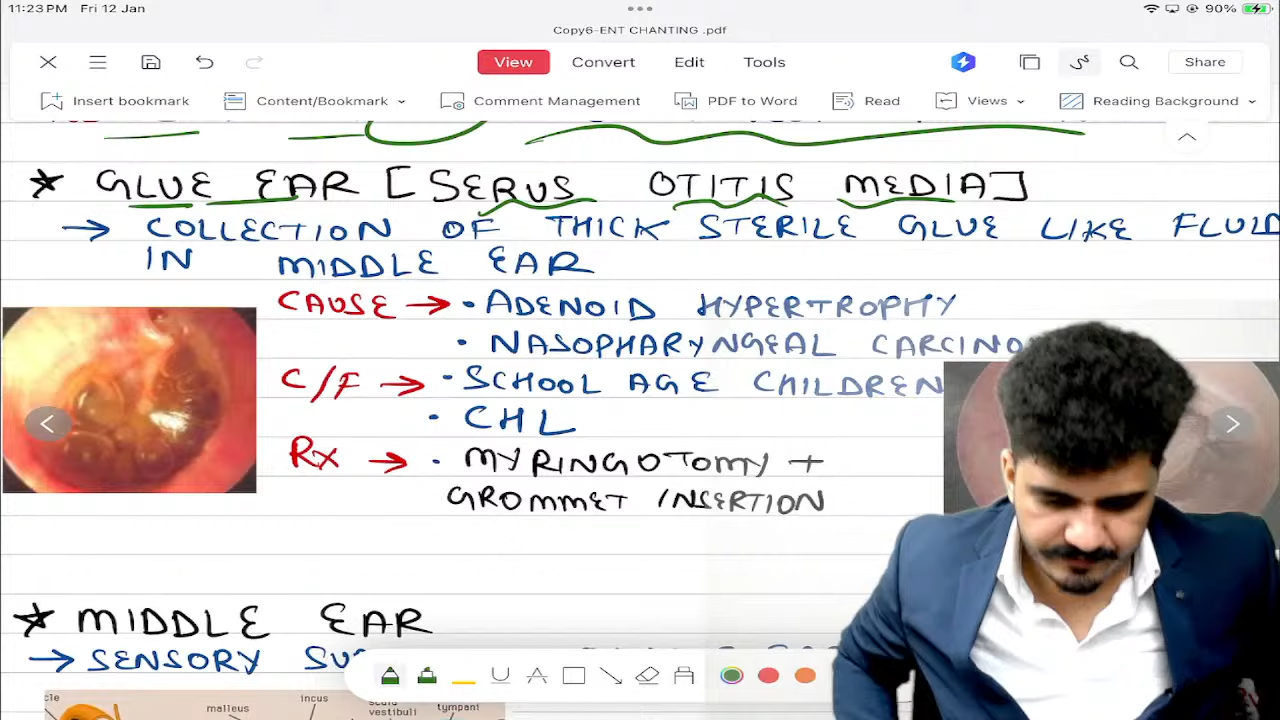 11:23 PM Fri 12 Jan
90%
Copy6-ENT CHANTING .pdf
View Convert Edit Tools Share
Insert bookmark Content/Bookmark Comment Management PDF to Word Read Views Reading Background
★ GLUE EAR [SERUS OTITIS MEDIA]
→ COLLECTION OF THICK STERILE GLUE LIKE FLUID
IN MIDDLE EAR
CAUSE → • ADENOID HYPERTROPHY
• NASOPHARYNGEAL CARCINO
C/F → • SCHOOL AGE CHILDREN
• CHL
Rx → • MYRINGOTOMY +
GROMMET INSERTION
★ MIDDLE EAR
→ SENSORY
incus
malleus
vestibuli
tympani